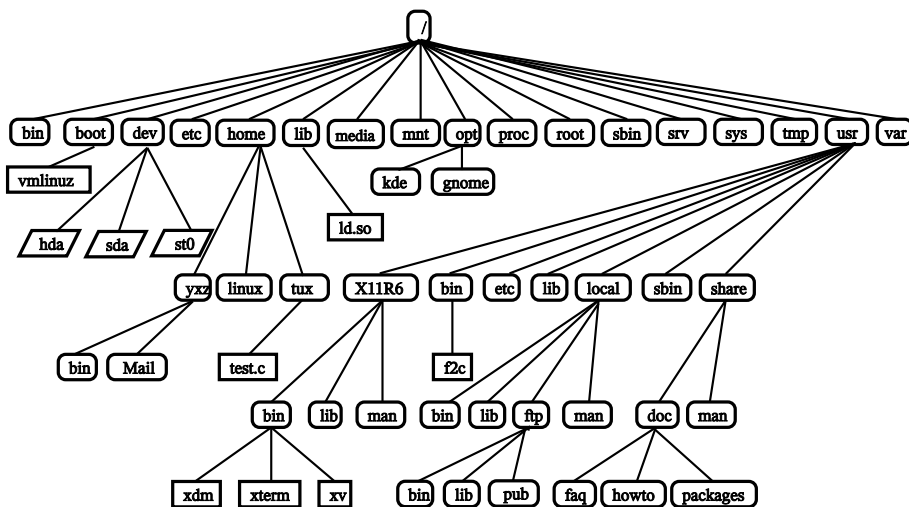 /
bin boot dev etc home lib media mnt opt proc root sbin srv sys tmp usr var
vmlinuz kde gnome
hda sda st0 ld.so
yxz linux tux X11R6 bin etc lib local sbin share
bin Mail test.c f2c
bin lib man bin lib ftp man doc man
xdm xterm xv bin lib pub faq howto packages